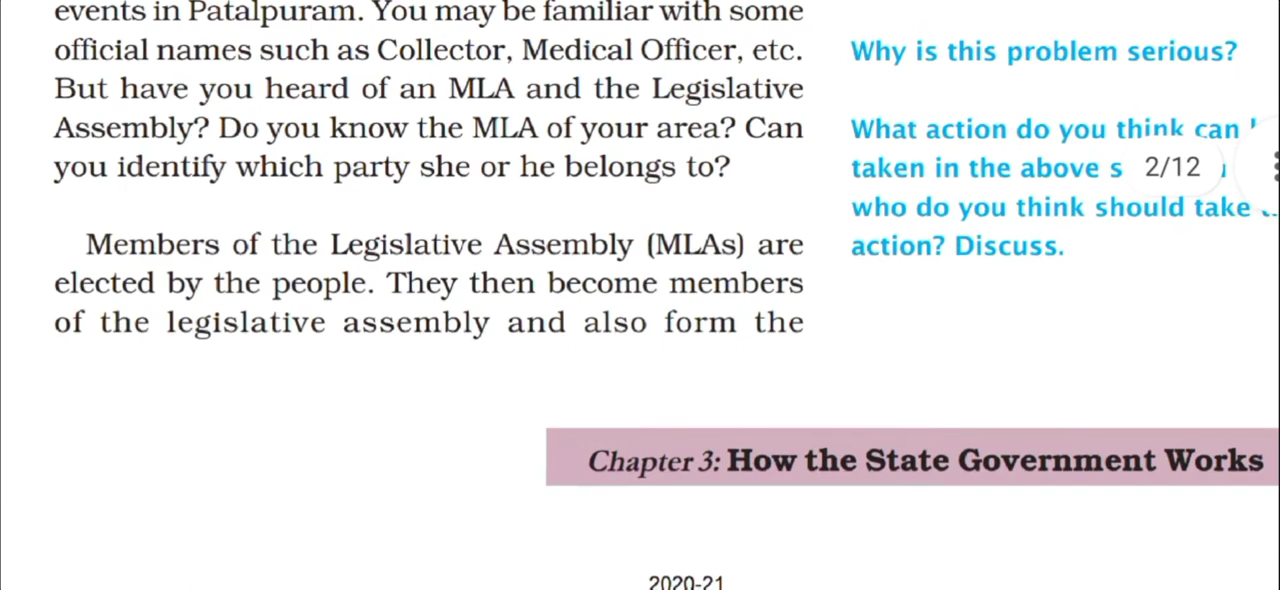 events in Patalpuram. You may be familiar with some
official names such as Collector, Medical Officer, etc.
But have you heard of an MLA and the Legislative
Assembly? Do you know the MLA of your area? Can
you identify which party she or he belongs to?
Members of the Legislative Assembly (MLAs) are
elected by the people. They then become members
of the legislative assembly and also form the
Why is this problem serious?
What action do you think can
taken in the above
2/12
who do you think should take
action? Discuss.
Chapter 3: How the State Government Works
2020-21